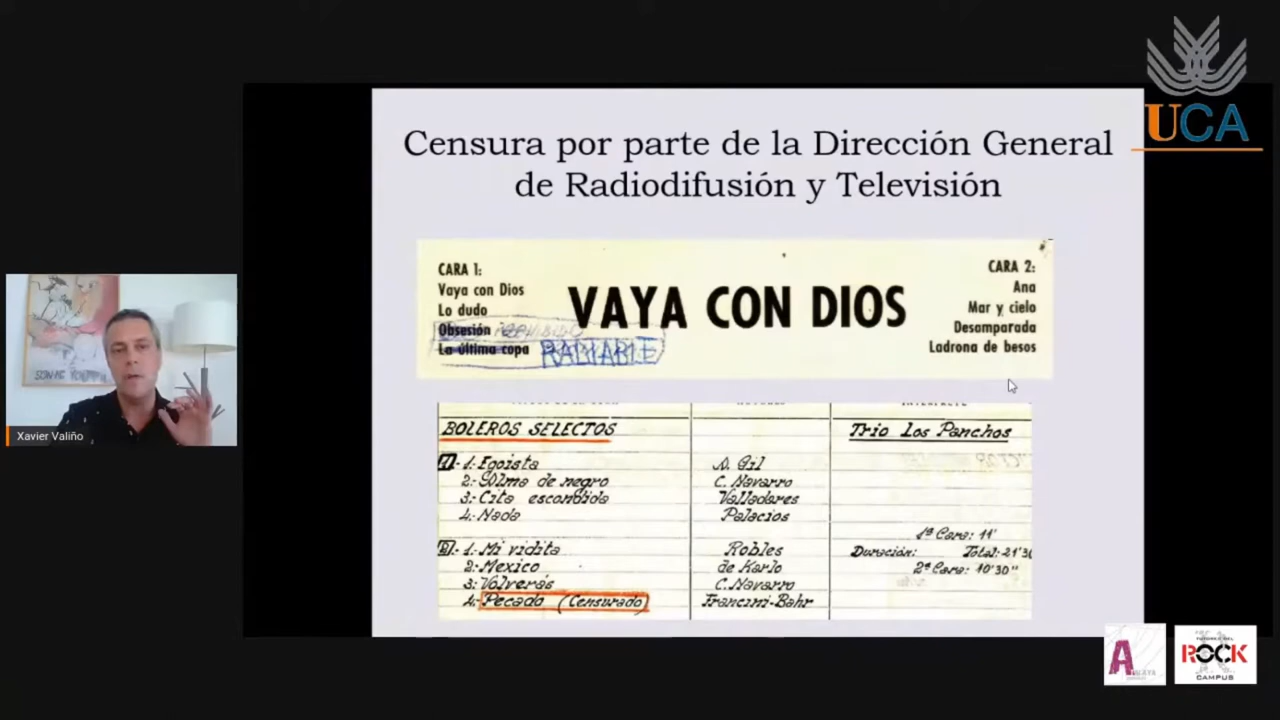 UCA
Censura por parte de la Dirección General
de Radiodifusión y Televisión
CARA 1:
Vaya con Dios
Lo dudo
Obsesión
La última copa RADIABLE
VAYA CON DIOS
CARA 2:
Ana
Mar y cielo
Desamparada
Ladrona de besos
BOLEROS SELECTOS
Trio Los Panchos
1.- Egoista A. Gil
2.- Alma de negro C. Navarro
3.- Cita escondida Valladares
4.- Nada Palacios
1ª Cara: 11'
1.- Mi vidita Robles Duración: Total: 21'30
2.- Mexico de Karlo 2ª Cara: 10'30"
3.- Volverás C. Navarro
4.- Pecado (Censurado) Francini-Bahr
Xavier Valiño
ROCK
CAMPUS